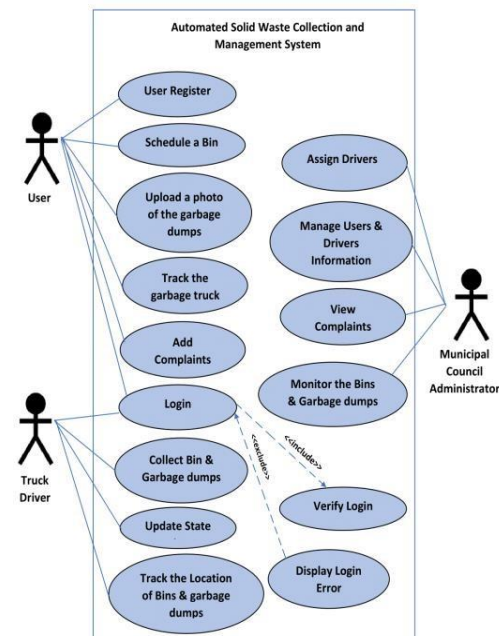 Automated Solid Waste Collection and
Management System
User Register
Schedule a Bin
Upload a photo
of the garbage
dumps
Track the
garbage truck
Add
Complaints
Login
Collect Bin &
Garbage dumps
Update State
Track the Location
of Bins & garbage
dumps
User
Truck
Driver
Assign Drivers
Manage Users &
Drivers
Information
View
Complaints
Monitor the Bins
& Garbage dumps
Municipal
Council
Administrator
<<exclude>>
<<include>>
Verify Login
Display Login
Error